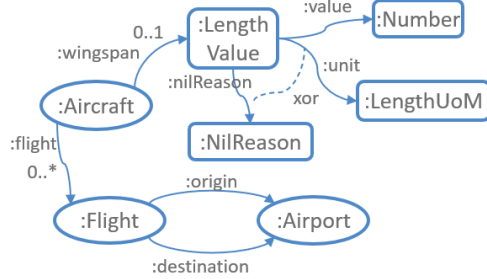 :value
:Number
0..1
:Length
Value
:wingspan
:unit
:nilReason
:Aircraft
xor
:LengthUoM
:flight
:NilReason
0..*
:origin
:Flight
:Airport
:destination